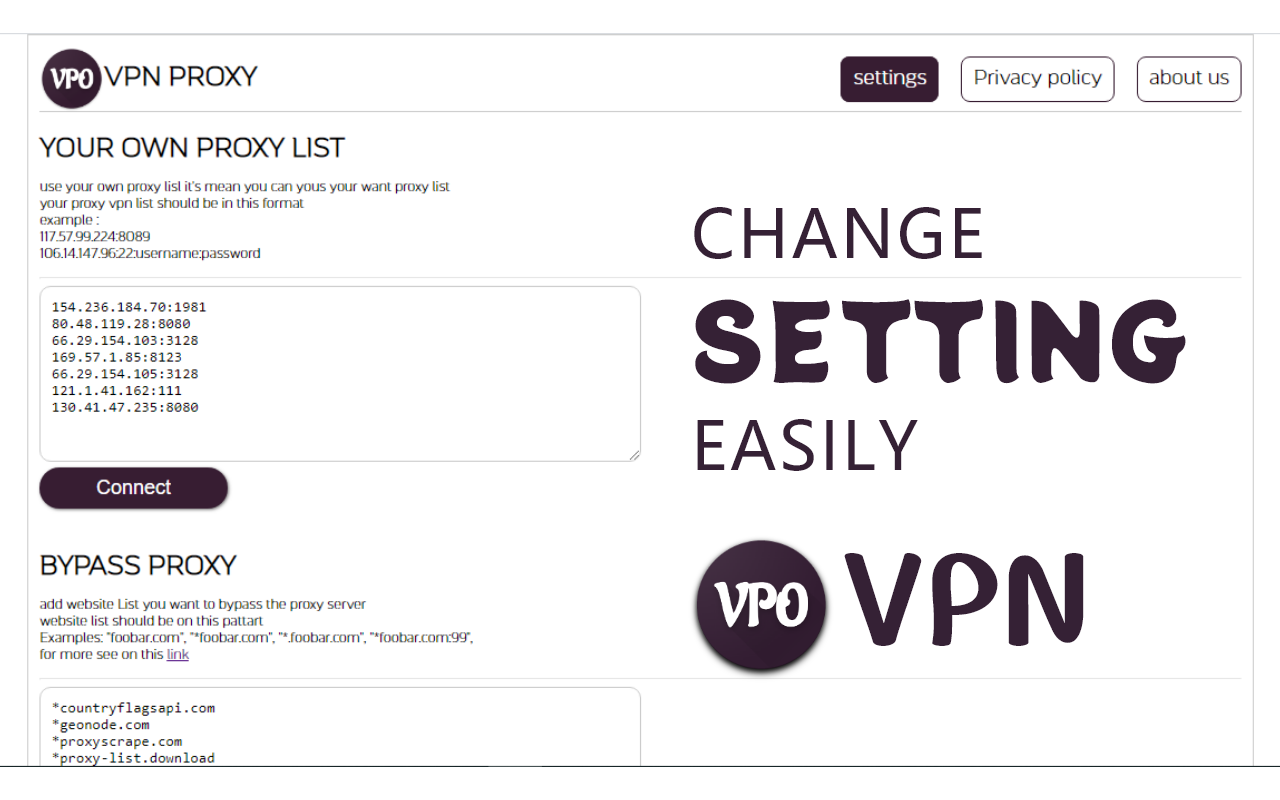 VPO VPN PROXY
settings
Privacy policy
about us
YOUR OWN PROXY LIST
use your own proxy lisl it's mean you can yous your want proxy list
your proxy vpn list should be in this format
example :
117.57.99.224:8089
106.14.147.96:22:username:password
154.236.184.70:1981
80.48.119.28:8080
66.29.154.103:3128
169.57.1.85:8123
66.29.154.105:3128
121.1.41.162:111
130.41.47.235:8080
Connect
BYPASS PROXY
add website List you want to bypass the proxy server
website list should be on this pattart
Examples: "foobar.com", "*foobar.com", "*.foobar.com", "*foobar.com:99",
for more see on this link
*countryflagsapi.com
*geonode.com
*proxyscrape.com
*proxy-list.download
CHANGE
SETTING
EASILY
VPO VPN